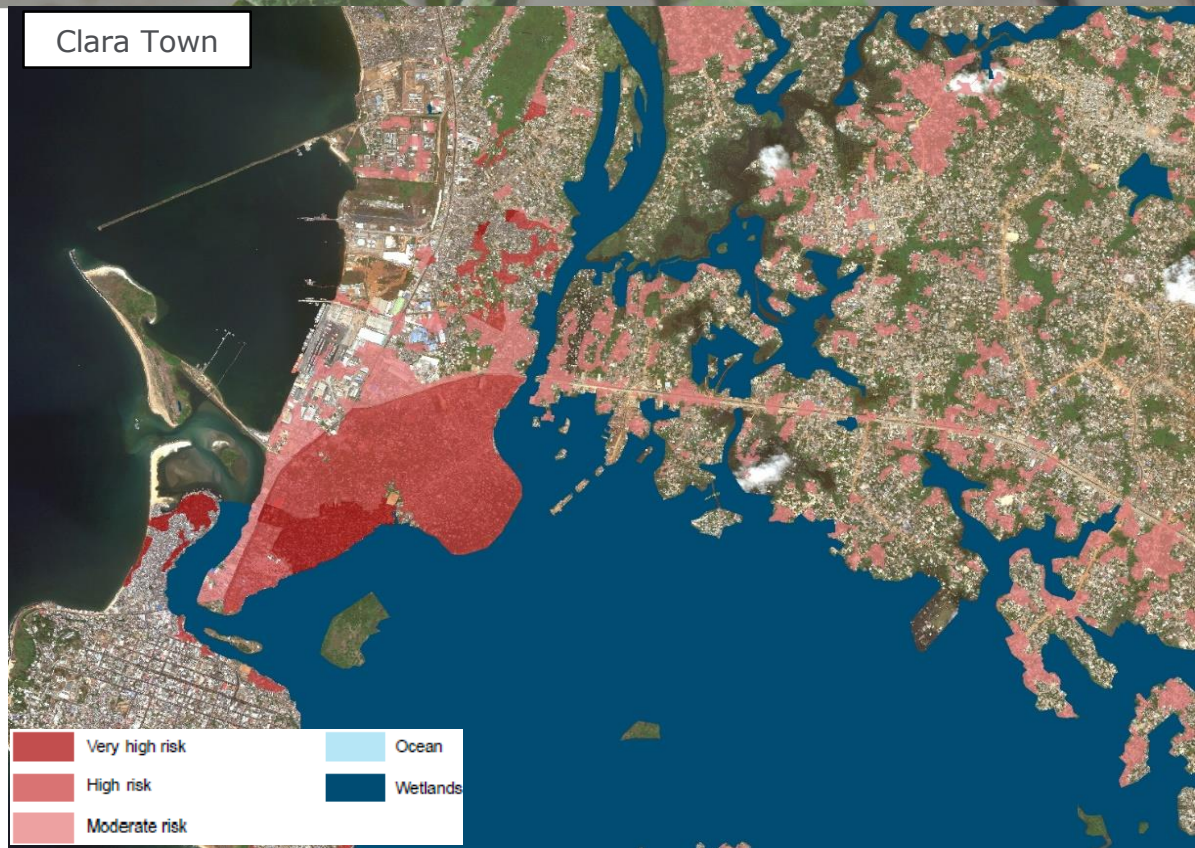 Clara Town
Very high risk
High risk
Moderate risk
Ocean
Wetlands